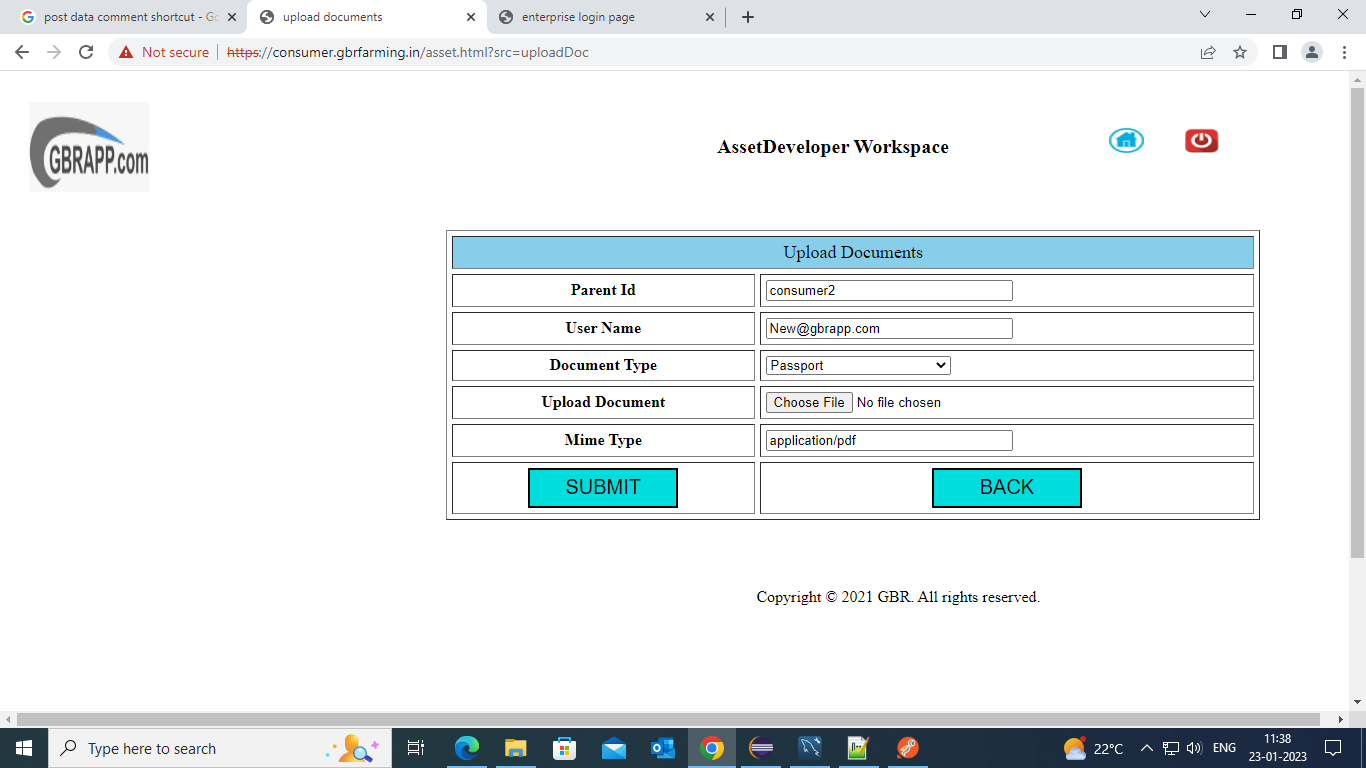 post data comment shortcut - Go
upload documents
enterprise login page
Not secure
https://consumer.gbrfarming.in/asset.html?src=uploadDoc
GBRAPP.com
AssetDeveloper Workspace
Upload Documents
Parent Id consumer2
User Name New@gbrapp.com
Document Type Passport
Upload Document Choose File No file chosen
Mime Type application/pdf
SUBMIT BACK
Copyright © 2021 GBR. All rights reserved.
Type here to search
22°C
ENG
11:38
23-01-2023